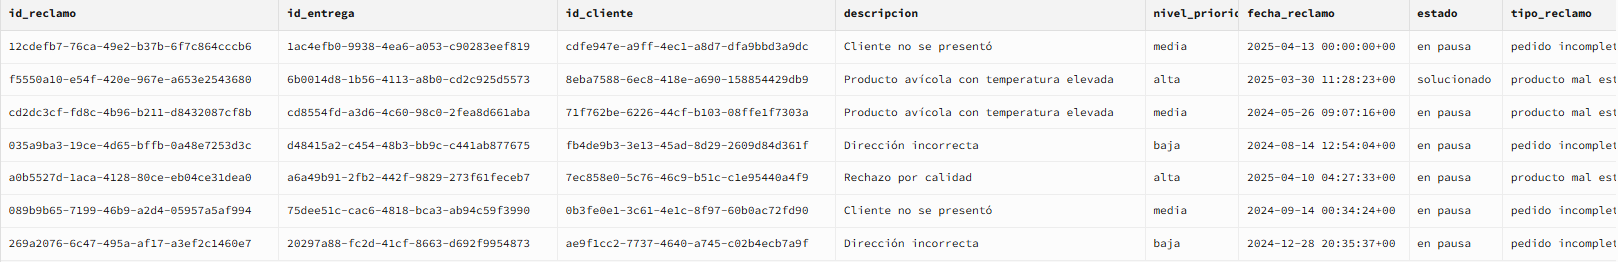 id_reclamo id_entrega id_cliente descripcion nivel_priorid fecha_reclamo estado tipo_reclamo
12cdefb7-76ca-49e2-b37b-6f7c864cccb6 1ac4efb0-9938-4ea6-a053-c90283eef819 cdfe947e-a9ff-4ec1-a8d7-dfa9bbd3a9dc Cliente no se presentó media 2025-04-13 00:00:00+00 en pausa pedido incomplet
f5550a10-e54f-420e-967e-a653e2543680 6b0014d8-1b56-4113-a8b0-cd2c925d5573 8eba7588-6ec8-418e-a690-158854429db9 Producto avícola con temperatura elevada alta 2025-03-30 11:28:23+00 solucionado producto mal est
cd2dc3cf-fd8c-4b96-b211-d8432087cf8b cd8554fd-a3d6-4c60-98c0-2fea8d661aba 71f762be-6226-44cf-b103-08ffe1f7303a Producto avícola con temperatura elevada media 2024-05-26 09:07:16+00 en pausa producto mal est
035a9ba3-19ce-4d65-bffb-0a48e7253d3c d48415a2-c454-48b3-bb9c-c441ab877675 fb4de9b3-3e13-45ad-8d29-2609d84d361f Dirección incorrecta baja 2024-08-14 12:54:04+00 en pausa pedido incomplet
a0b5527d-1aca-4128-80ce-eb04ce31dea0 a6a49b91-2fb2-442f-9829-273f61feceb7 7ec858e0-5c76-46c9-b51c-c1e95440a4f9 Rechazo por calidad alta 2025-04-10 04:27:33+00 en pausa producto mal est
089b9b65-7199-46b9-a2d4-05957a5af994 75dee51c-cac6-4818-bca3-ab94c59f3990 0b3fe0e1-3c61-4e1c-8f97-60b0ac72fd90 Cliente no se presentó media 2024-09-14 00:34:24+00 en pausa pedido incomplet
269a2076-6c47-495a-af17-a3ef2c1460e7 20297a88-fc2d-41cf-8663-d692f9954873 ae9f1cc2-7737-4640-a745-c02b4ecb7a9f Dirección incorrecta baja 2024-12-28 20:35:37+00 en pausa pedido incomplet